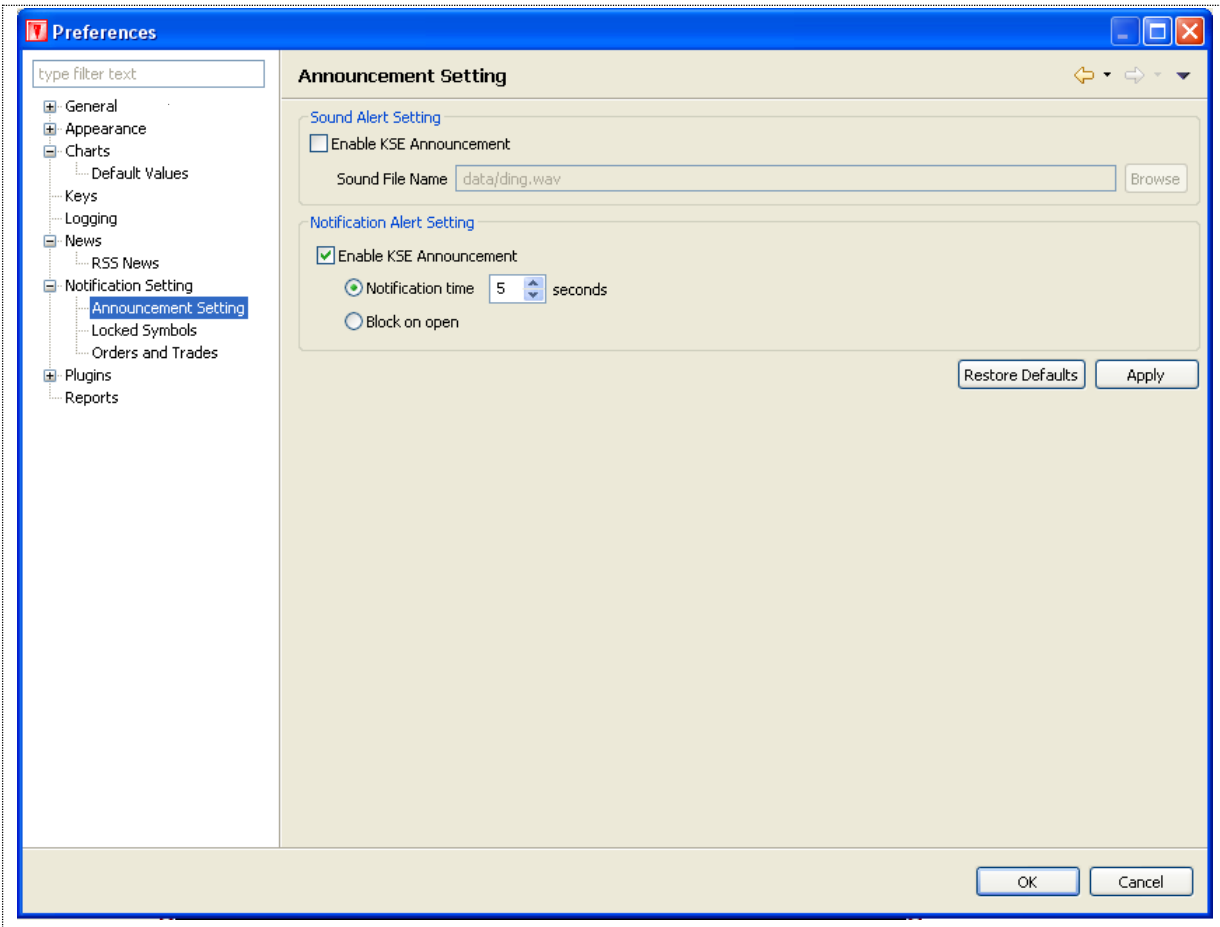 Preferences
type filter text
General
Appearance
Charts
Default Values
Keys
Logging
News
RSS News
Notification Setting
Announcement Setting
Locked Symbols
Orders and Trades
Plugins
Reports
Announcement Setting
Sound Alert Setting
Enable KSE Announcement
Sound File Name data/ding.wav Browse
Notification Alert Setting
Enable KSE Announcement
Notification time 5 seconds
Block on open
Restore Defaults Apply
OK Cancel